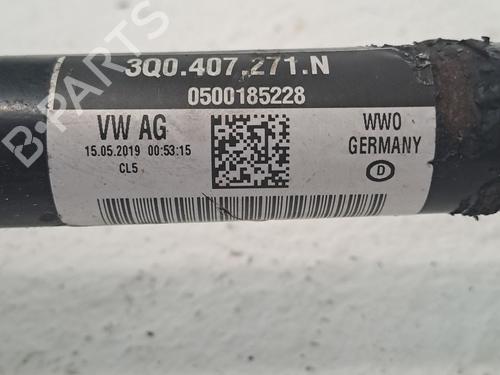 3Q0.407.271.N
0500185228
VW AG
15.05.2019 00:53:15
CL5
WWO
GERMANY
D
B-PARTS